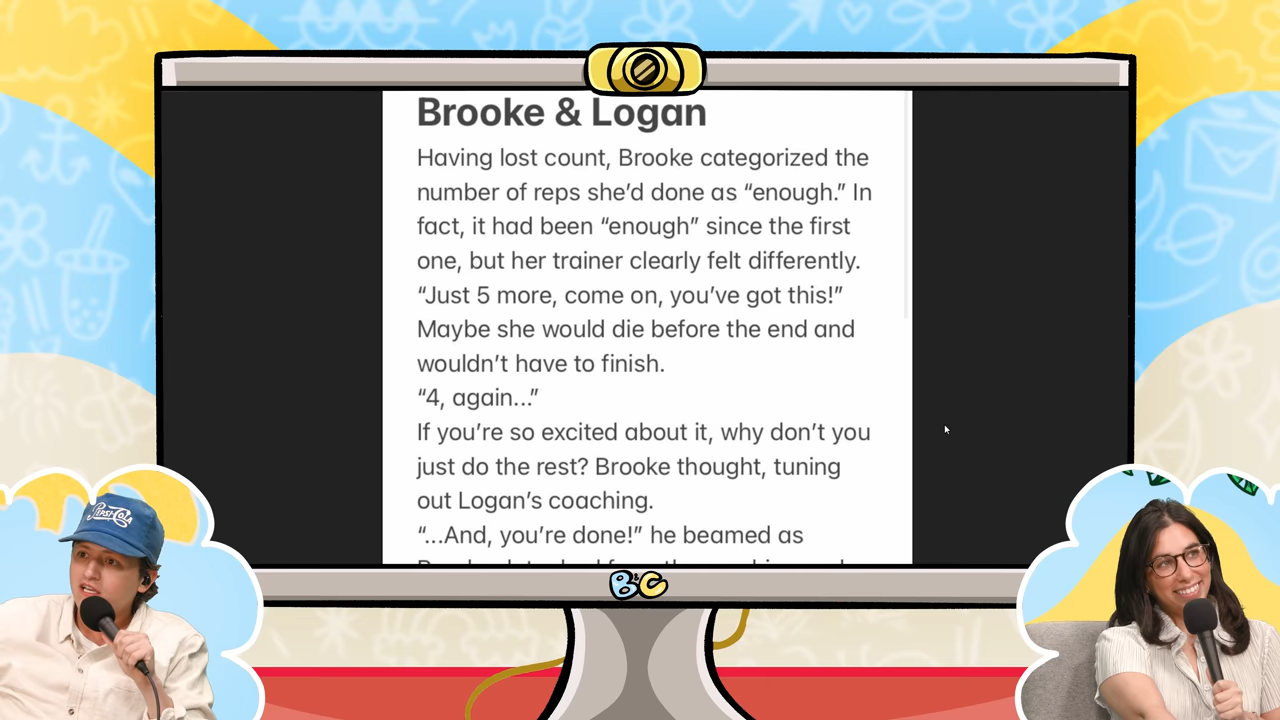 Brooke & Logan
Having lost count, Brooke categorized the
number of reps she’d done as “enough.” In
fact, it had been “enough” since the first
one, but her trainer clearly felt differently.
“Just 5 more, come on, you’ve got this!”
Maybe she would die before the end and
wouldn’t have to finish.
“4, again...”
If you’re so excited about it, why don’t you
just do the rest? Brooke thought, tuning
out Logan’s coaching.
“...And, you’re done!” he beamed as
B&C
PEPSI-COLA